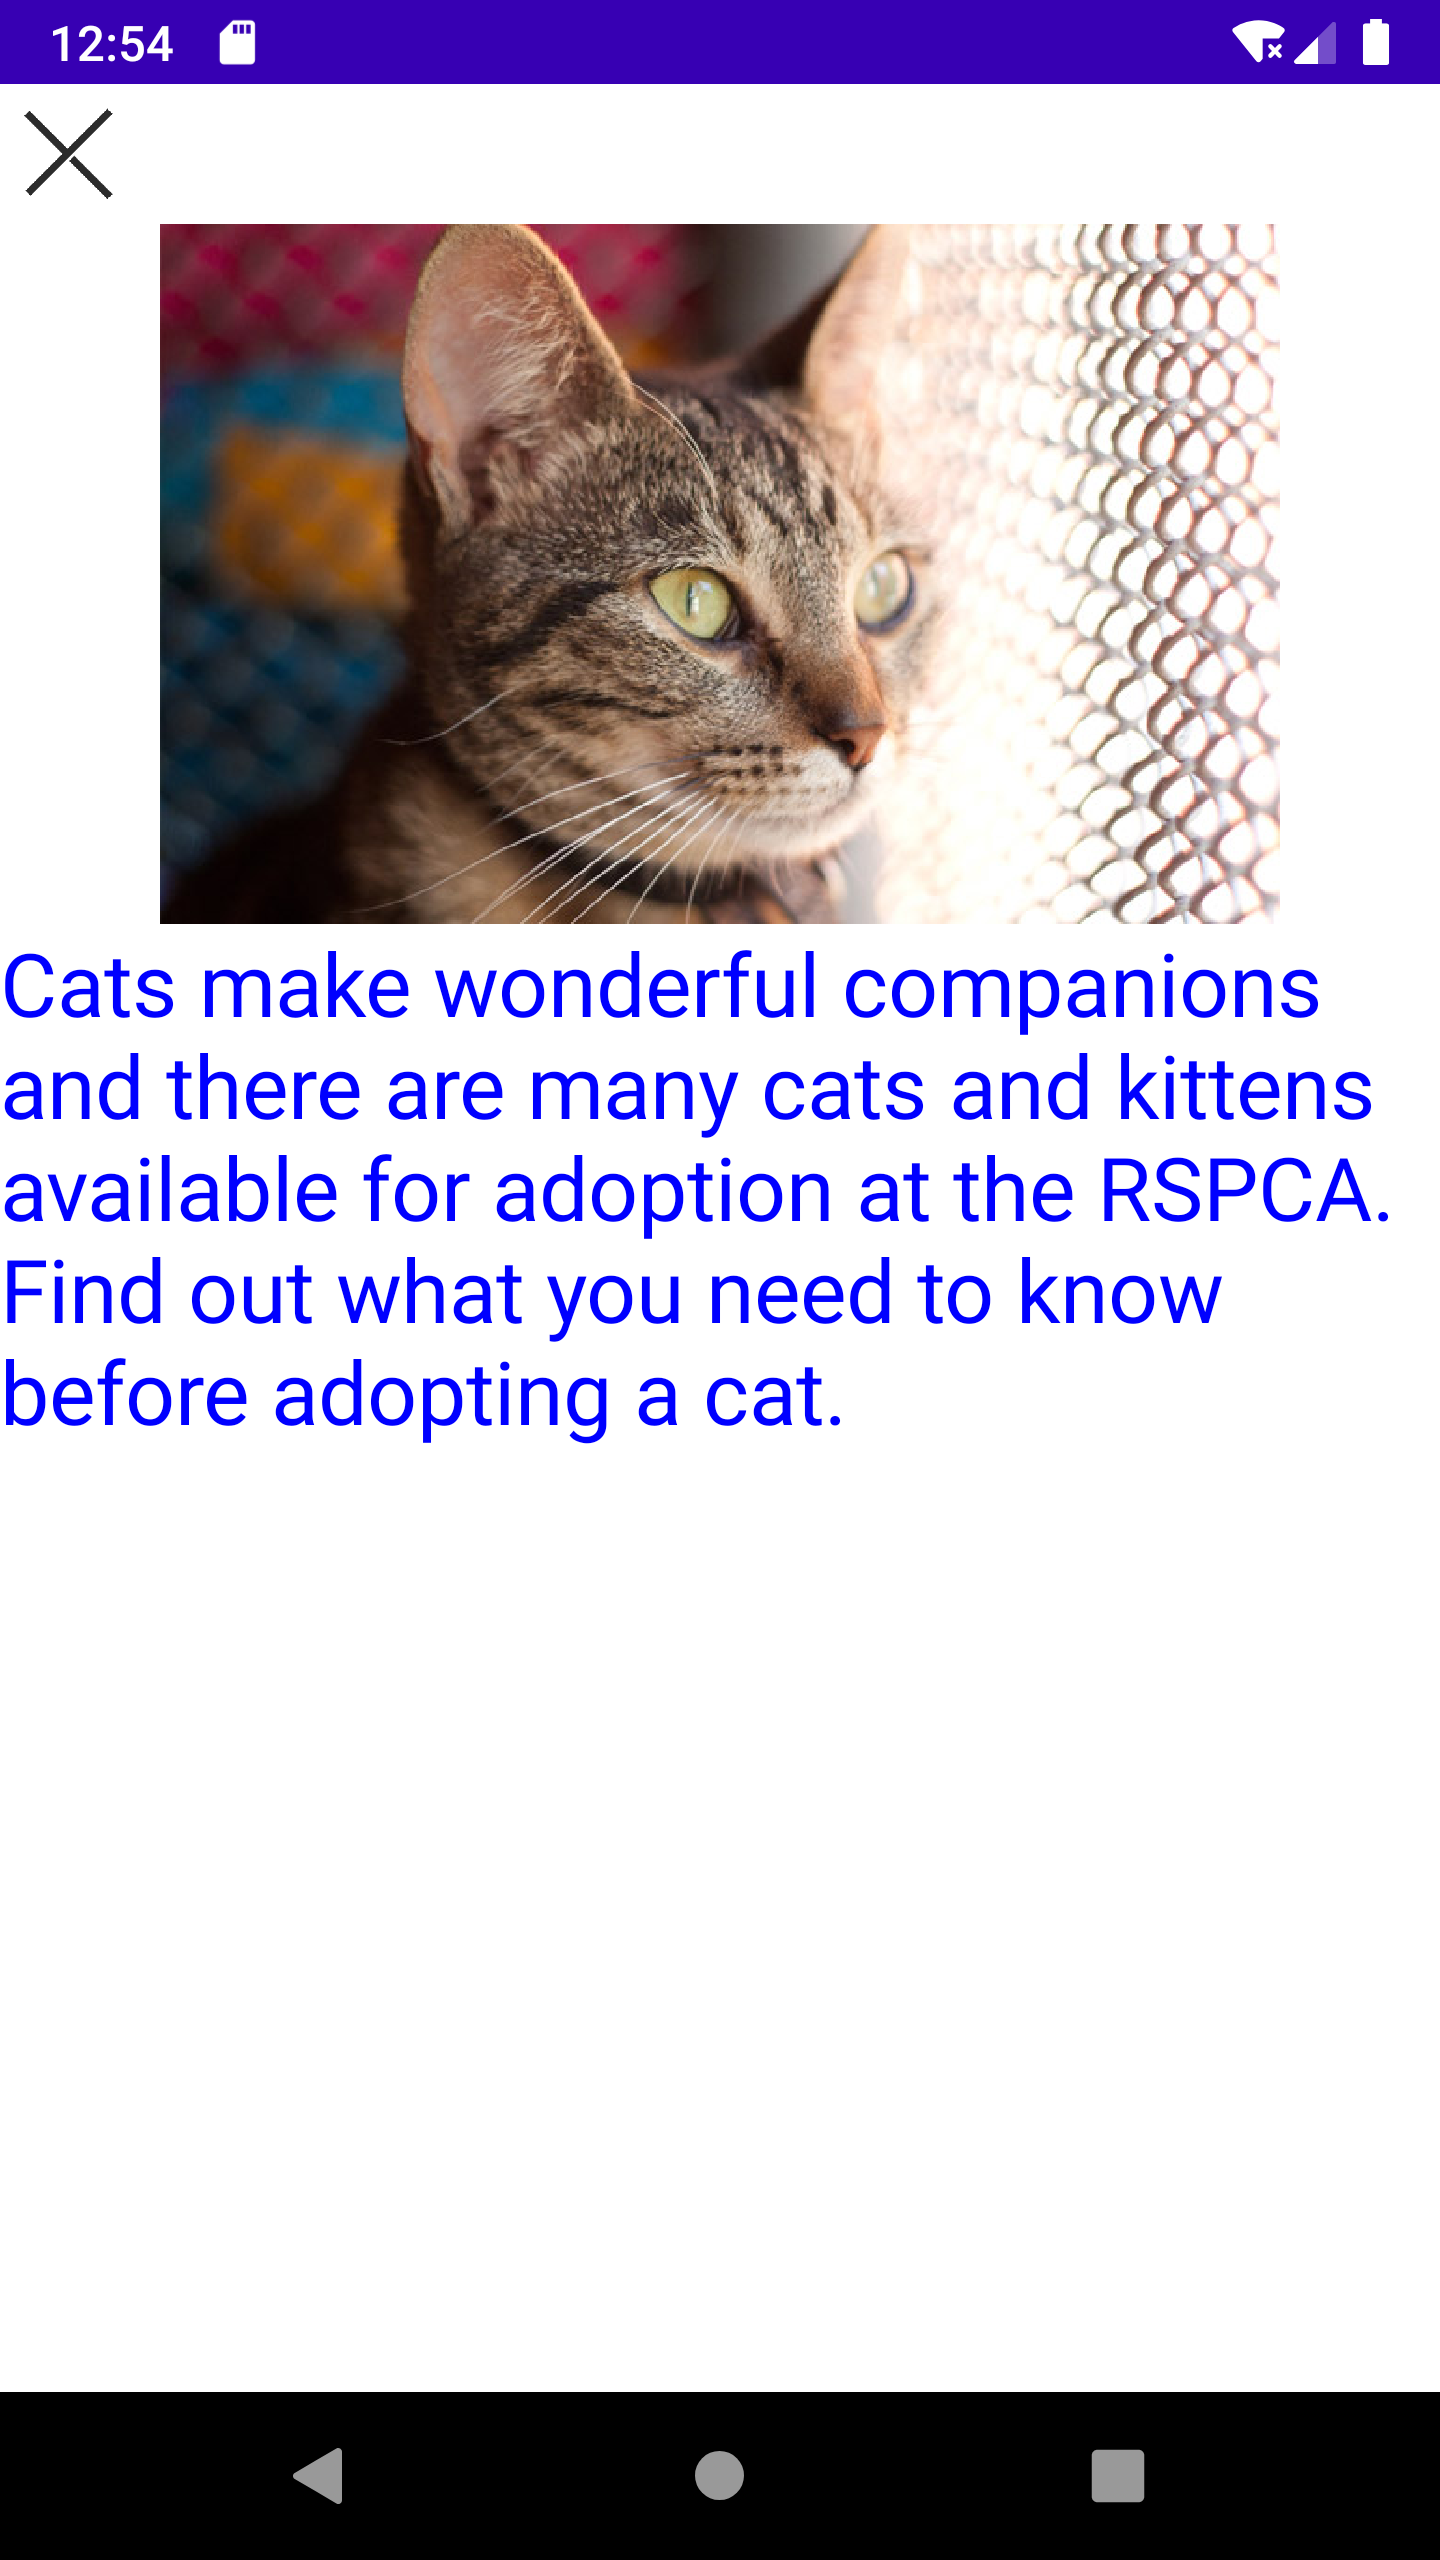 12:54
Cats make wonderful companions
and there are many cats and kittens
available for adoption at the RSPCA.
Find out what you need to know
before adopting a cat.